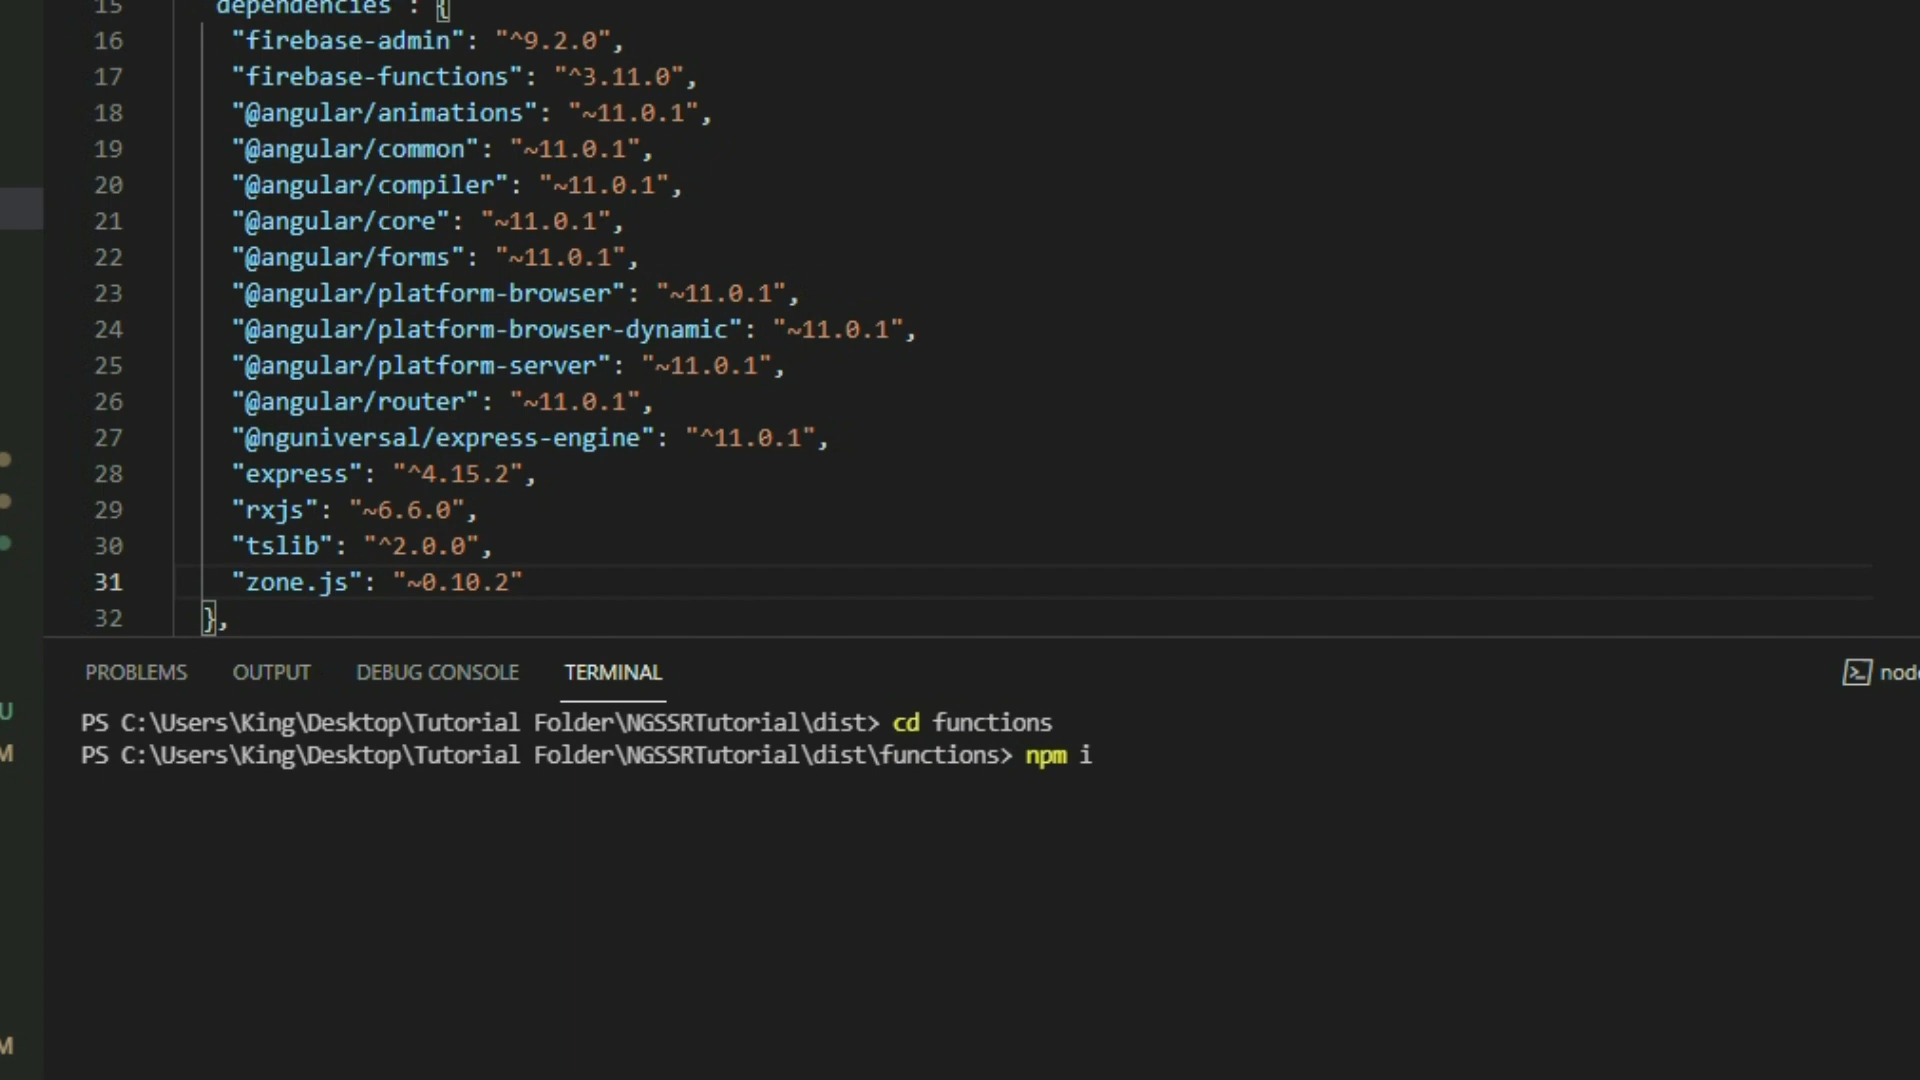 15 dependencies": {
16 "firebase-admin": "^9.2.0",
17 "firebase-functions": "^3.11.0",
18 "@angular/animations": "~11.0.1",
19 "@angular/common": "~11.0.1",
20 "@angular/compiler": "~11.0.1",
21 "@angular/core": "~11.0.1",
22 "@angular/forms": "~11.0.1",
23 "@angular/platform-browser": "~11.0.1",
24 "@angular/platform-browser-dynamic": "~11.0.1",
25 "@angular/platform-server": "~11.0.1",
26 "@angular/router": "~11.0.1",
27 "@nguniversal/express-engine": "^11.0.1",
28 "express": "^4.15.2",
29 "rxjs": "~6.6.0",
30 "tslib": "^2.0.0",
31 "zone.js": "~0.10.2"
32 },
PROBLEMS OUTPUT DEBUG CONSOLE TERMINAL node
U
PS C:\Users\King\Desktop\Tutorial Folder\NGSSRTutorial\dist> cd functions
M
PS C:\Users\King\Desktop\Tutorial Folder\NGSSRTutorial\dist\functions> npm i
M